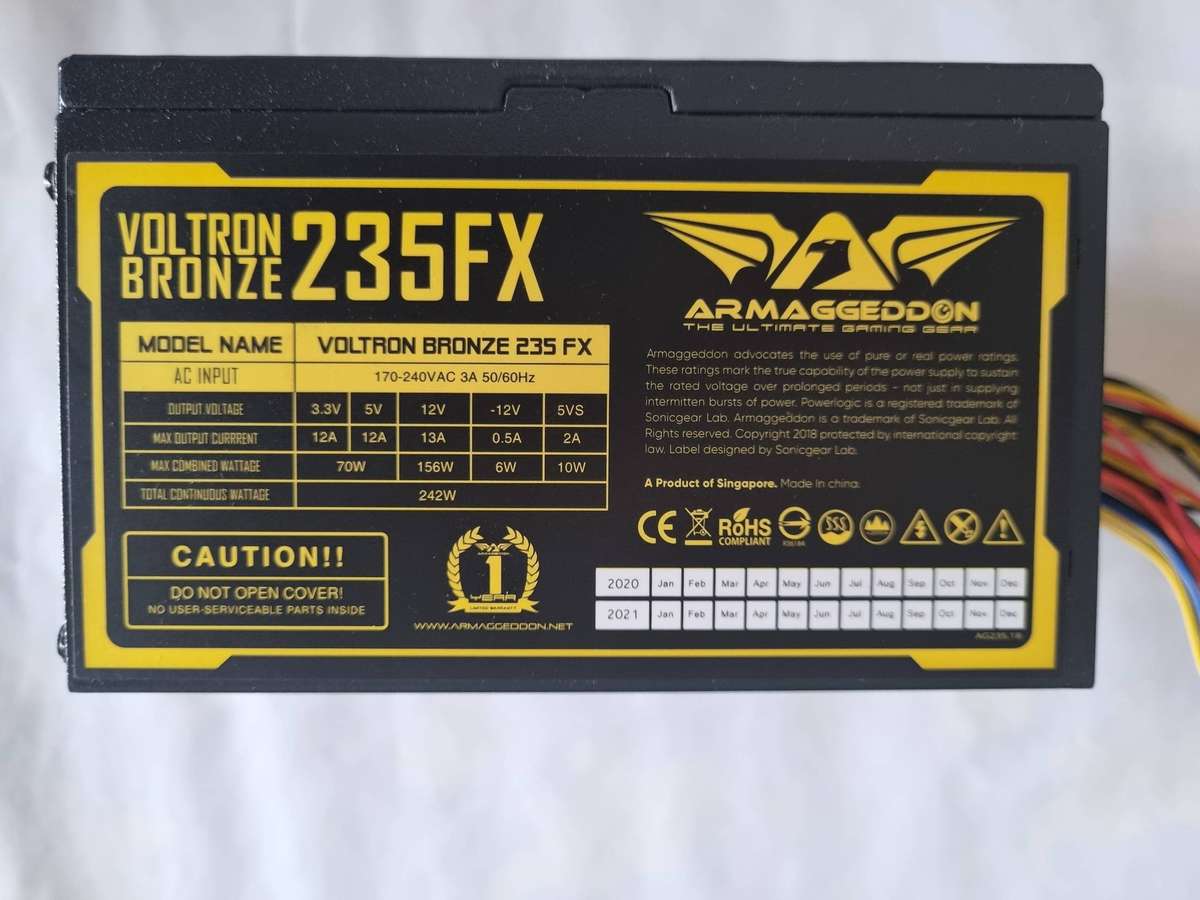 VOLTRON
BRONZE
235FX
ARMAGGEDDON
THE ULTIMATE GAMING GEAR
MODEL NAME VOLTRON BRONZE 235 FX
AC INPUT 170-240VAC 3A 50/60Hz
OUTPUT VOLTAGE 3.3V 5V 12V -12V 5VS
MAX OUTPUT CURRRENT 12A 12A 13A 0.5A 2A
MAX COMBINED WATTAGE 70W 156W 6W 10W
TOTAL CONTINUOUS WATTAGE 242W
Armaggeddon advocates the use of pure or real power ratings.
These ratings mark the true capability of the power supply to sustain
the rated voltage over prolonged periods - not just in supplying
intermitten bursts of power. Powerlogic is a registered trademark of
Sonicgear Lab. Armaggeddon is a trademark of Sonicgear Lab. All
Rights reserved. Copyright 2018 protected by international copyright
law. Label designed by Sonicgear Lab.
A Product of Singapore. Made In china.
CE
RoHS
COMPLIANT
CAUTION!!
DO NOT OPEN COVER!
NO USER-SERVICEABLE PARTS INSIDE
1
YEAR
LIMITED WARRANTY
WWW.ARMAGGEDDON.NET
2020 Jan Feb Mar Apr May Jun Jul Aug Sep Oct Nov Dec
2021 Jan Feb Mar Apr May Jun Jul Aug Sep Oct Nov Dec
AG235.18